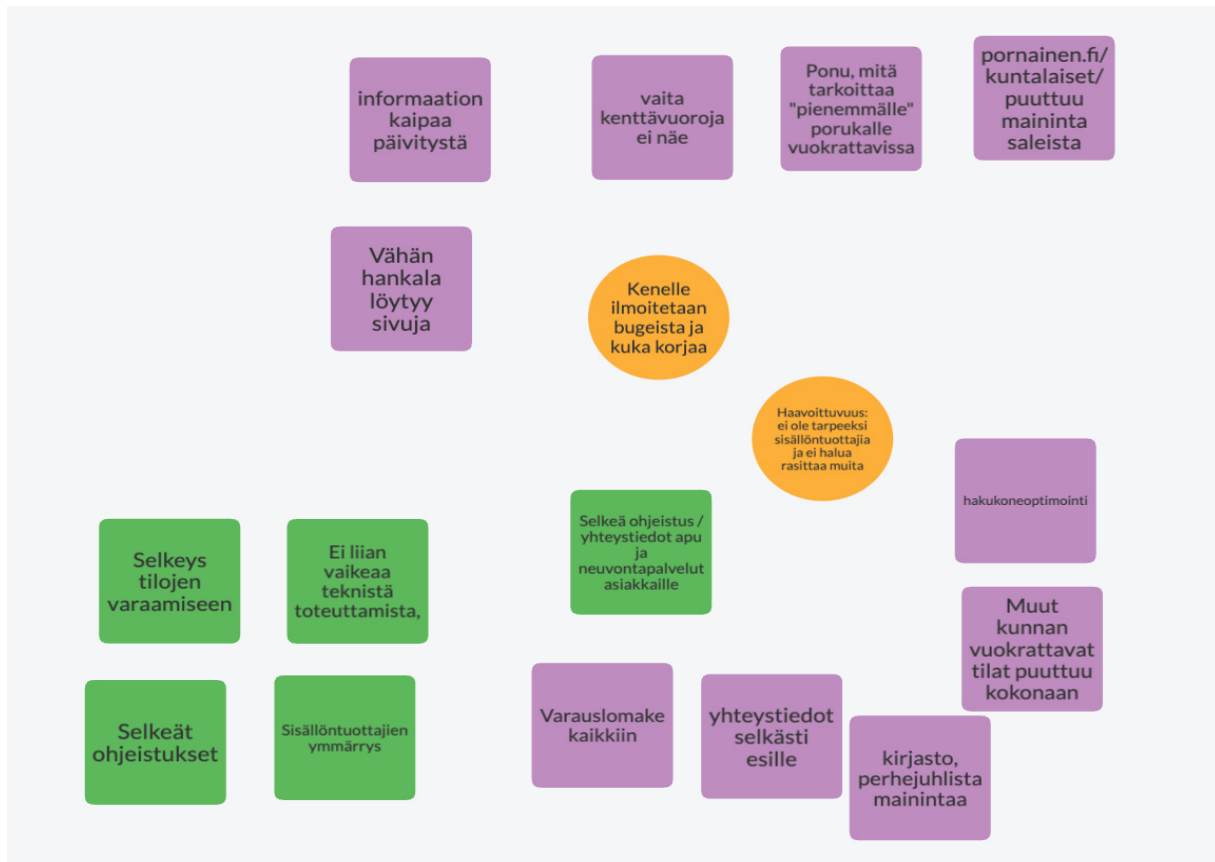 informaation
kaipaa
päivitystä
vaita
kenttävuoroja
ei näe
Ponu, mitä
tarkoittaa
"pienemmälle"
porukalle
vuokrattavissa
pornainen.fi/
kuntalaiset/
puuttuu
maininta
saleista
Vähän
hankala
löytyy
sivuja
Kenelle
ilmoitetaan
bugeista ja
kuka korjaa
Haavoittuvuus:
ei ole tarpeeksi
sisällöntuottajia
ja ei halua
rasittaa muita
hakukoneoptimointi
Selkeys
tilojen
varaamiseen
Ei liian
vaikeaa
teknistä
toteuttamista,
Selkeä ohjeistus /
yhteystiedot apu
ja
neuvontapalvelut
asiakkaille
Muut
kunnan
vuokrattavat
tilat puuttuu
kokonaan
Selkeät
ohjeistukset
Sisällöntuottajien
ymmärrys
Varauslomake
kaikkiin
yhteystiedot
selkästi
esille
kirjasto,
perhejuhlista
mainintaa